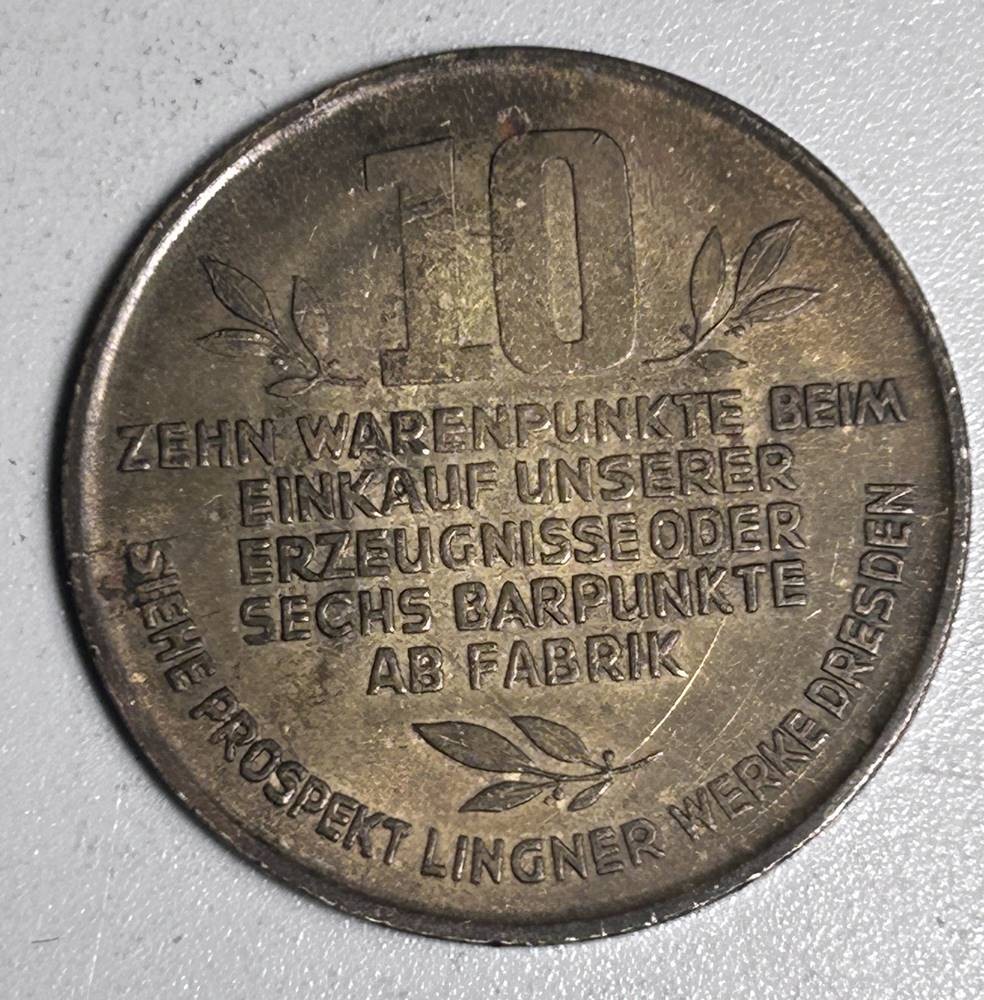 10
ZEHN WARENPUNKTE BEIM
EINKAUF UNSERER
ERZEUGNISSE ODER
SECHS BARPUNKTE
AB FABRIK
SIEHE PROSPEKT LINGNER WERKE DRESDEN